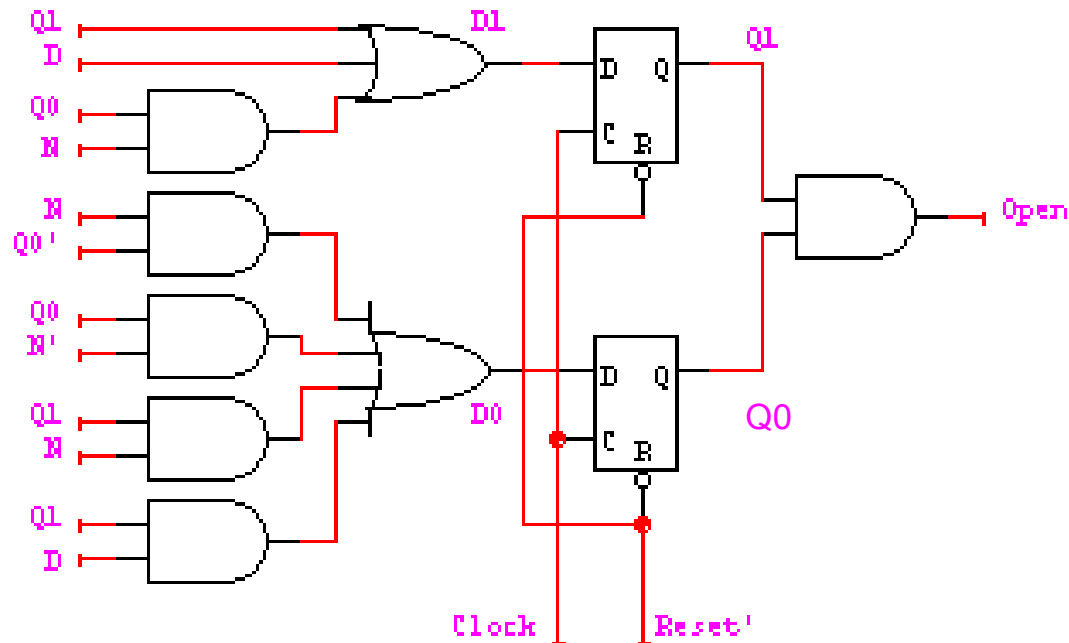 Q1
D
Q0
N
N
Q0'
Q0
N'
Q1
N
Q1
D
D1
D0
D Q
C
R
Q1
D Q
C
R
Q0
Open
Clock
Reset'